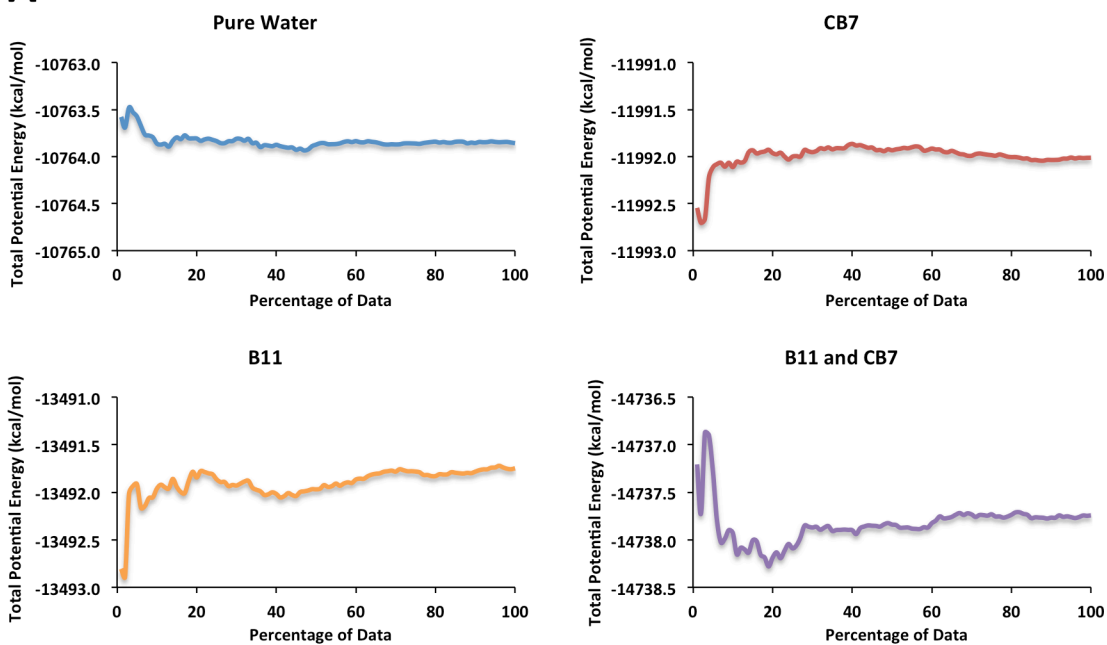 Pure Water
Total Potential Energy (kcal/mol)
-10763.0
-10763.5
-10764.0
-10764.5
-10765.0
0 20 40 60 80 100
Percentage of Data
CB7
Total Potential Energy (kcal/mol)
-11991.0
-11991.5
-11992.0
-11992.5
-11993.0
0 20 40 60 80 100
Percentage of Data
B11
Total Potential Energy (kcal/mol)
-13491.0
-13491.5
-13492.0
-13492.5
-13493.0
0 20 40 60 80 100
Percentage of Data
B11 and CB7
Total Potential Energy (kcal/mol)
-14736.5
-14737.0
-14737.5
-14738.0
-14738.5
0 20 40 60 80 100
Percentage of Data